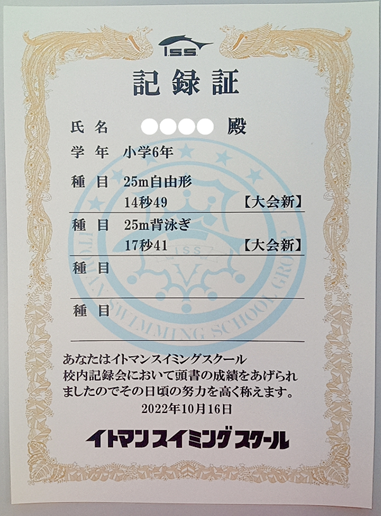 ISS
記録証
氏名 殿
学年 小学6年
種目 25m自由形
14秒49 【大会新】
種目 25m背泳ぎ
17秒41 【大会新】
種目
種目
ISS
ITOMAN SWIMMING SCHOOL GROUP
あなたはイトマンスイミングスクール
校内記録会において頭書の成績をあげられ
ましたのでその日頃の努力を高く称えます。
2022年10月16日
イトマンスイミングスクール